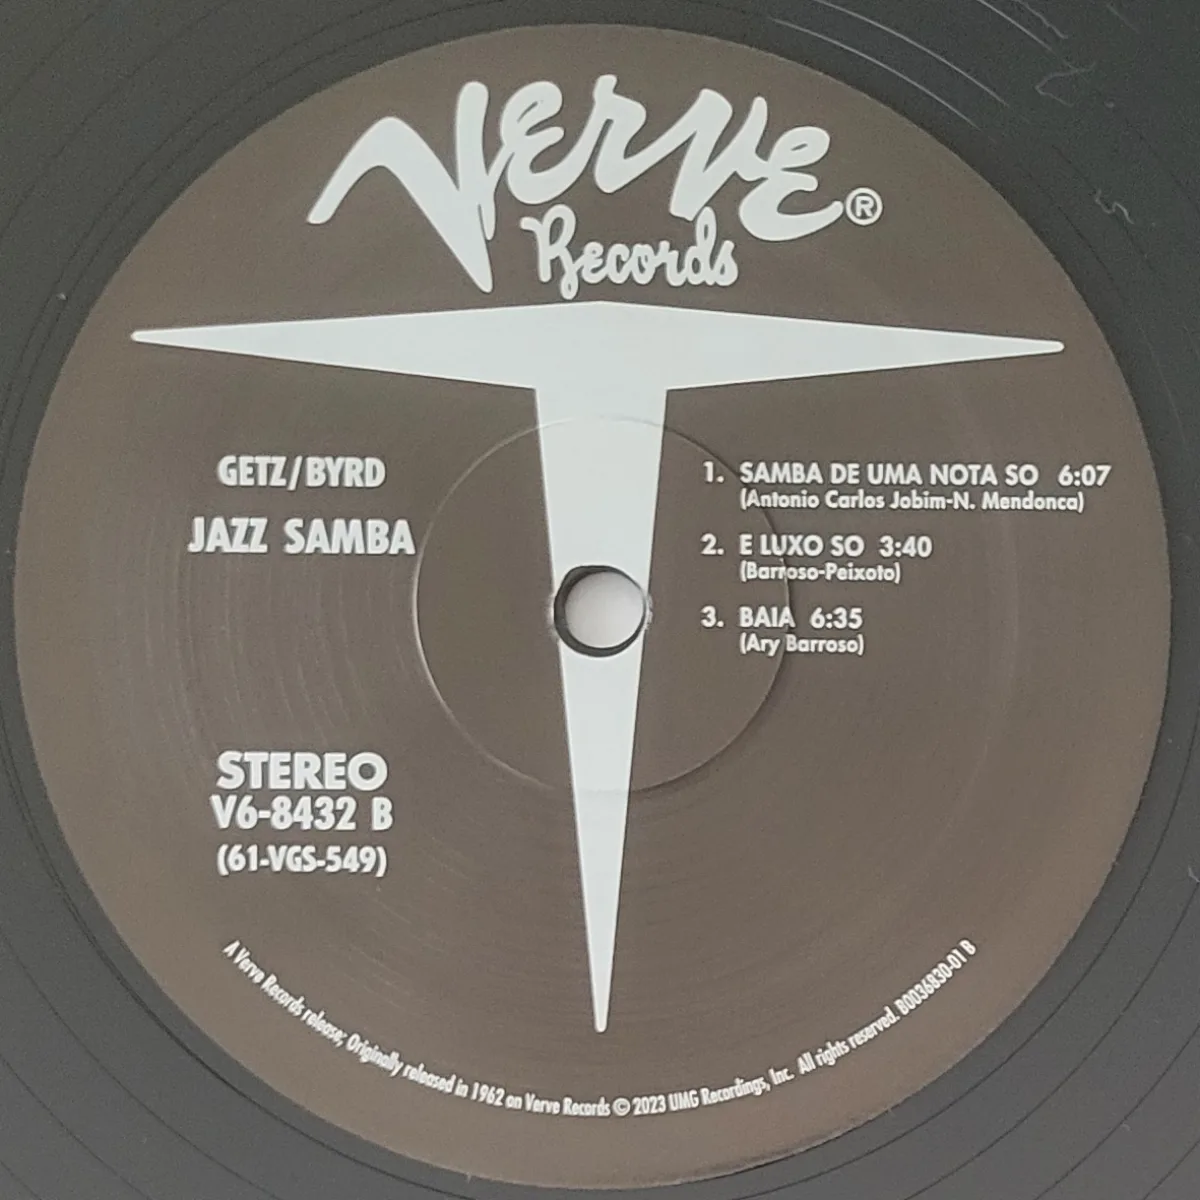 Verve®
Records
GETZ/BYRD
JAZZ SAMBA
1. SAMBA DE UMA NOTA SO 6:07
(Antonio Carlos Jobim-N. Mendonca)
2. E LUXO SO 3:40
(Barroso-Peixoto)
3. BAIA 6:35
(Ary Barroso)
STEREO
V6-8432 B
(61-VGS-549)
A Verve Records release; Originally released in 1962 on Verve Records © 2023 UMG Recordings, Inc. All rights reserved. B0036830-01 B